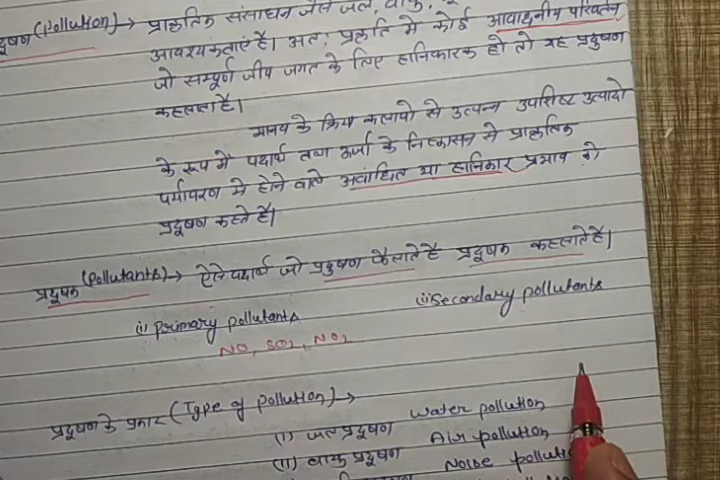 प्रदूषण (Pollution) → प्राकृतिक संसाधन जैसे जल, वायु,
आवश्यकताएं है। अतः प्रकृति मे कोई अवांछनीय परिवर्तन
जो सम्पूर्ण जीव जगत के लिए हानिकारक हो तो यह प्रदुषण
कहलाता है।
मानव के क्रिया कलापो से उत्पन्न उपशिष्ट उत्पादो
के रूप मे पदार्थ तथा ऊर्जा के निष्कासन से प्राकृतिक
पर्यावरण मे होने वाले अवांछित या हानिकार प्रभाव को
प्रदूषण कहते है।
प्रदूषक (Pollutants) → ऐसे पदार्थ जो प्रदुषण फैलाते है प्रदूषक कहलाते है।
(i) Primary pollutants (ii) Secondary pollutants
NO, SO2, NO2
प्रदूषण के प्रकार (Type of pollution) →
(I) जल प्रदूषण Water pollution
(II) वायु प्रदूषण Air pollution
Noise